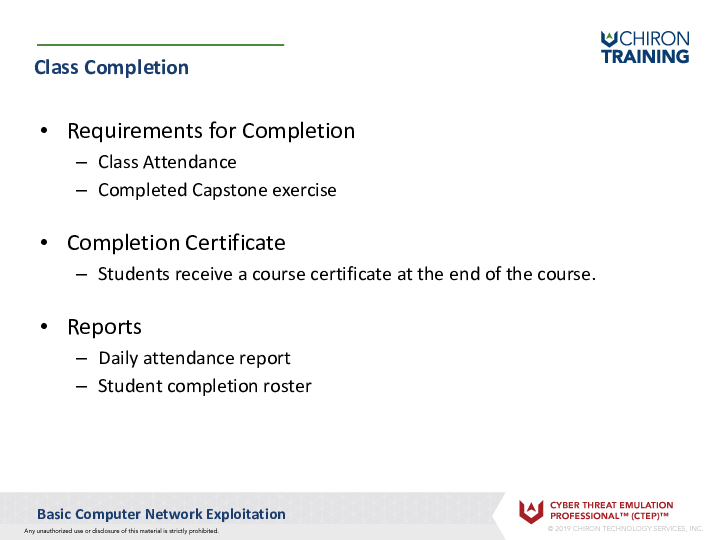 CHIRON
TRAINING
Class Completion
• Requirements for Completion
– Class Attendance
– Completed Capstone exercise
• Completion Certificate
– Students receive a course certificate at the end of the course.
• Reports
– Daily attendance report
– Student completion roster
Basic Computer Network Exploitation
Any unauthorized use or disclosure of this material is strictly prohibited.
CYBER THREAT EMULATION
PROFESSIONAL™ (CTEP)™
© 2019 CHIRON TECHNOLOGY SERVICES, INC.